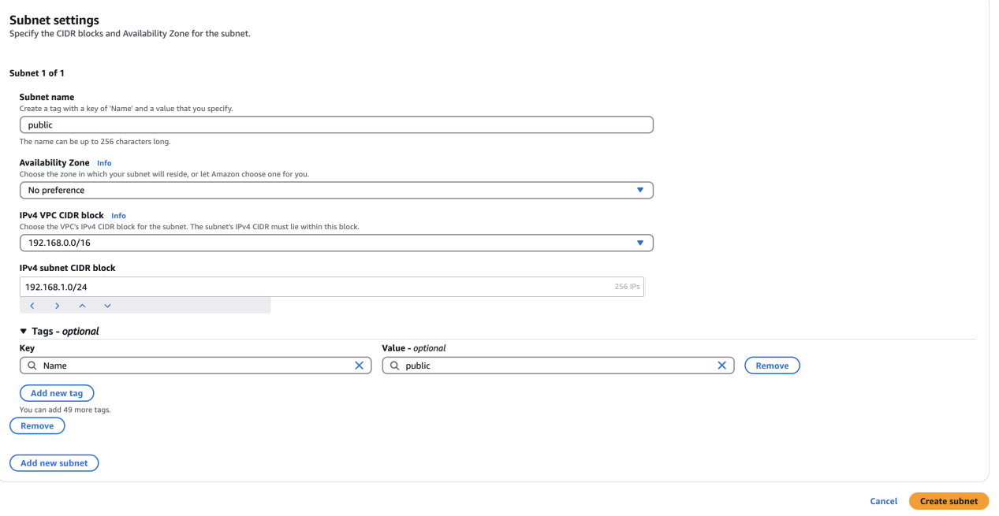 Subnet settings
Specify the CIDR blocks and Availability Zone for the subnet.
Subnet 1 of 1
Subnet name
Create a tag with a key of 'Name' and a value that you specify.
public
The name can be up to 256 characters long.
Availability Zone Info
Choose the zone in which your subnet will reside, or let Amazon choose one for you.
No preference
IPv4 VPC CIDR block Info
Choose the VPC's IPv4 CIDR block for the subnet. The subnet's IPv4 CIDR must lie within this block.
192.168.0.0/16
IPv4 subnet CIDR block
192.168.1.0/24 256 IPs
Tags - optional
Key Value - optional
Name public Remove
Add new tag
You can add 49 more tags.
Remove
Add new subnet
Cancel Create subnet